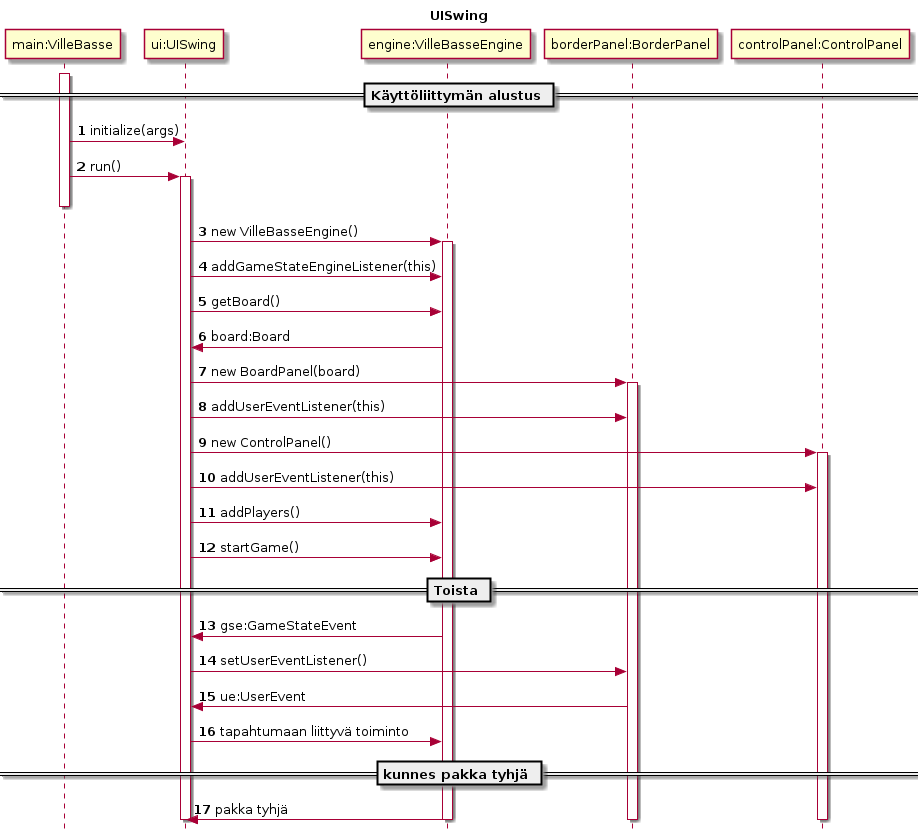 UISwing
main:VilleBasse ui:UISwing engine:VilleBasseEngine borderPanel:BorderPanel controlPanel:ControlPanel
Käyttöliittymän alustus
1 initialize(args)
2 run()
3 new VilleBasseEngine()
4 addGameStateEngineListener(this)
5 getBoard()
6 board:Board
7 new BoardPanel(board)
8 addUserEventListener(this)
9 new ControlPanel()
10 addUserEventListener(this)
11 addPlayers()
12 startGame()
Toista
13 gse:GameStateEvent
14 setUserEventListener()
15 ue:UserEvent
16 tapahtumaan liittyvä toiminto
kunnes pakka tyhjä
17 pakka tyhjä